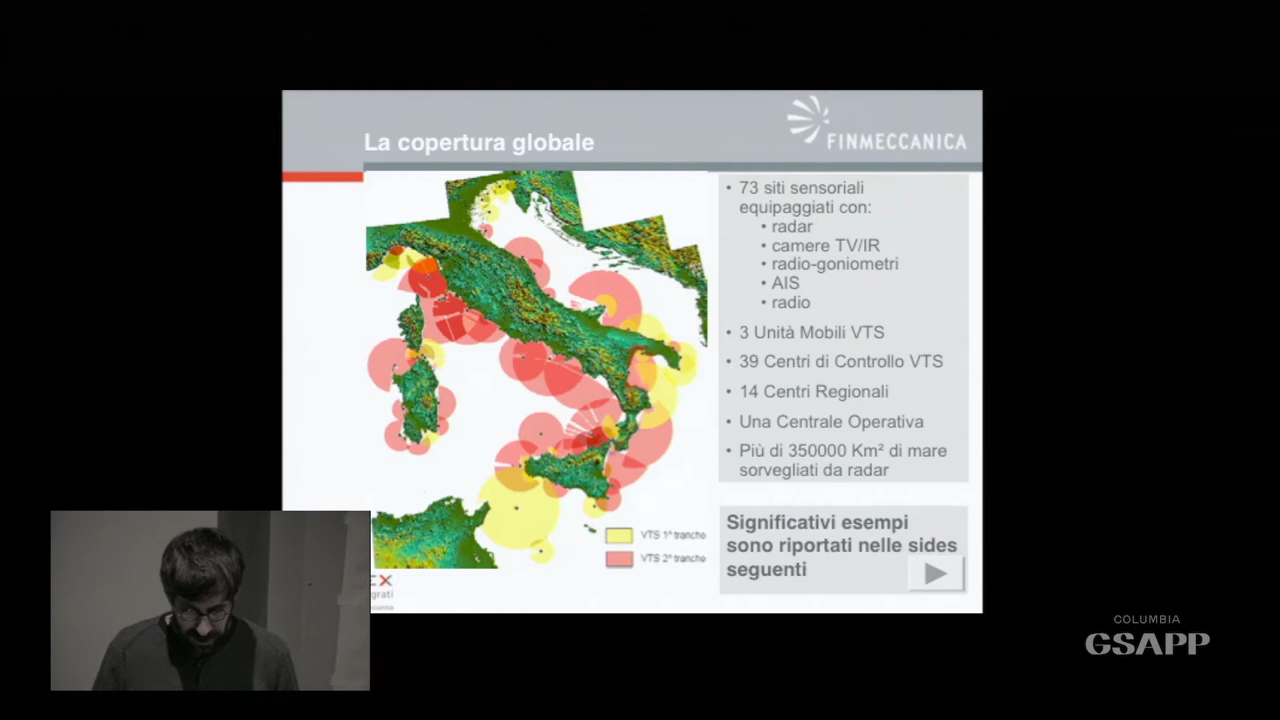 La copertura globale
FINMECCANICA
• 73 siti sensoriali
equipaggiati con:
• radar
• camere TV/IR
• radio-goniometri
• AIS
• radio
• 3 Unità Mobili VTS
• 39 Centri di Controllo VTS
• 14 Centri Regionali
• Una Centrale Operativa
• Più di 350000 Km² di mare
sorvegliati da radar
VTS 1ª tranche
VTS 2ª tranche
Significativi esempi
sono riportati nelle sides
seguenti
grati
COLUMBIA
GSAPP